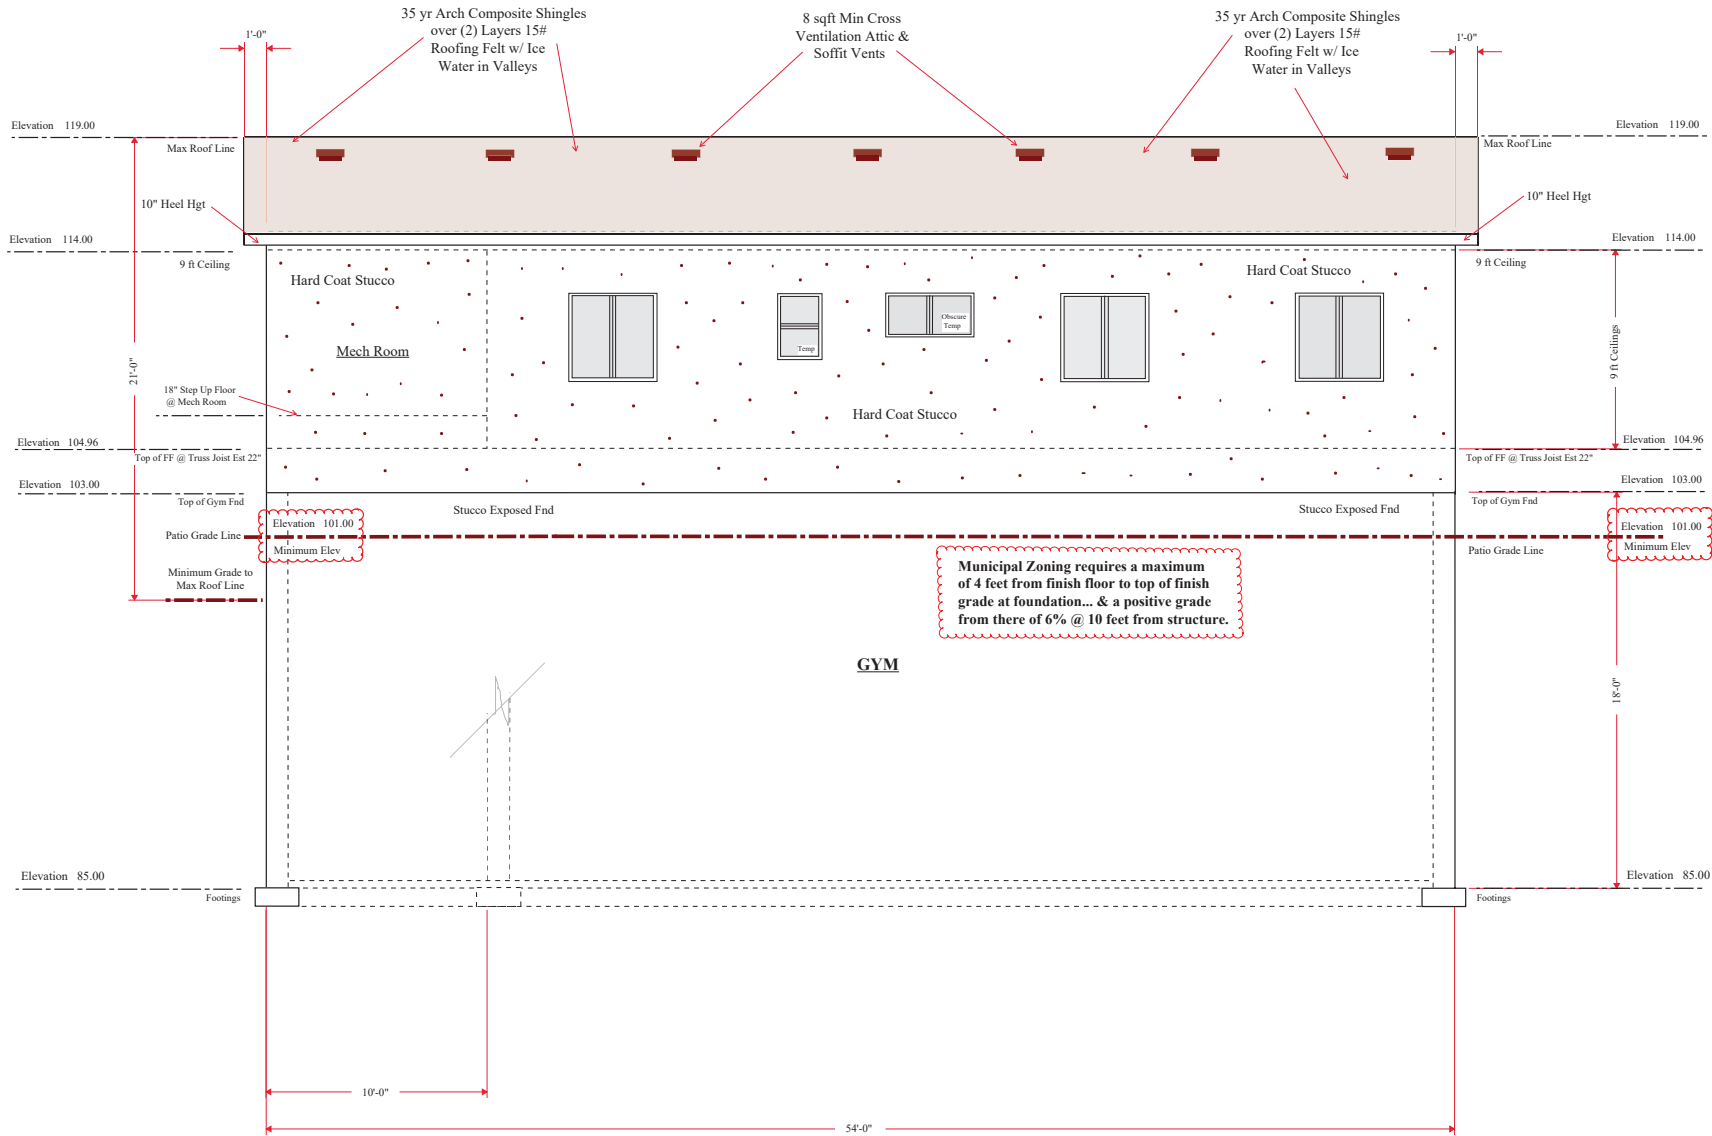 35 yr Arch Composite Shingles
over (2) Layers 15#
Roofing Felt w/ Ice
Water in Valleys
8 sqft Min Cross
Ventilation Attic &
Soffit Vents
35 yr Arch Composite Shingles
over (2) Layers 15#
Roofing Felt w/ Ice
Water in Valleys
1'-0"
1'-0"
Elevation 119.00
Max Roof Line
Elevation 119.00
Max Roof Line
10" Heel Hgt
10" Heel Hgt
Elevation 114.00
9 ft Ceiling
Elevation 114.00
9 ft Ceiling
Hard Coat Stucco
Hard Coat Stucco
Obscure
Temp
Temp
Mech Room
21'-0"
9 ft Ceilings
18" Step Up Floor
@ Mech Room
Hard Coat Stucco
Elevation 104.96
Top of FF @ Truss Joist Est 22"
Elevation 104.96
Top of FF @ Truss Joist Est 22"
Elevation 103.00
Top of Gym Fnd
Elevation 103.00
Top of Gym Fnd
Stucco Exposed Fnd
Stucco Exposed Fnd
Elevation 101.00
Patio Grade Line
Minimum Elev
Elevation 101.00
Patio Grade Line
Minimum Elev
Minimum Grade to
Max Roof Line
Municipal Zoning requires a maximum
of 4 feet from finish floor to top of finish
grade at foundation... & a positive grade
from there of 6% @ 10 feet from structure.
GYM
18'-0"
Elevation 85.00
Footings
Elevation 85.00
Footings
10'-0"
54'-0"